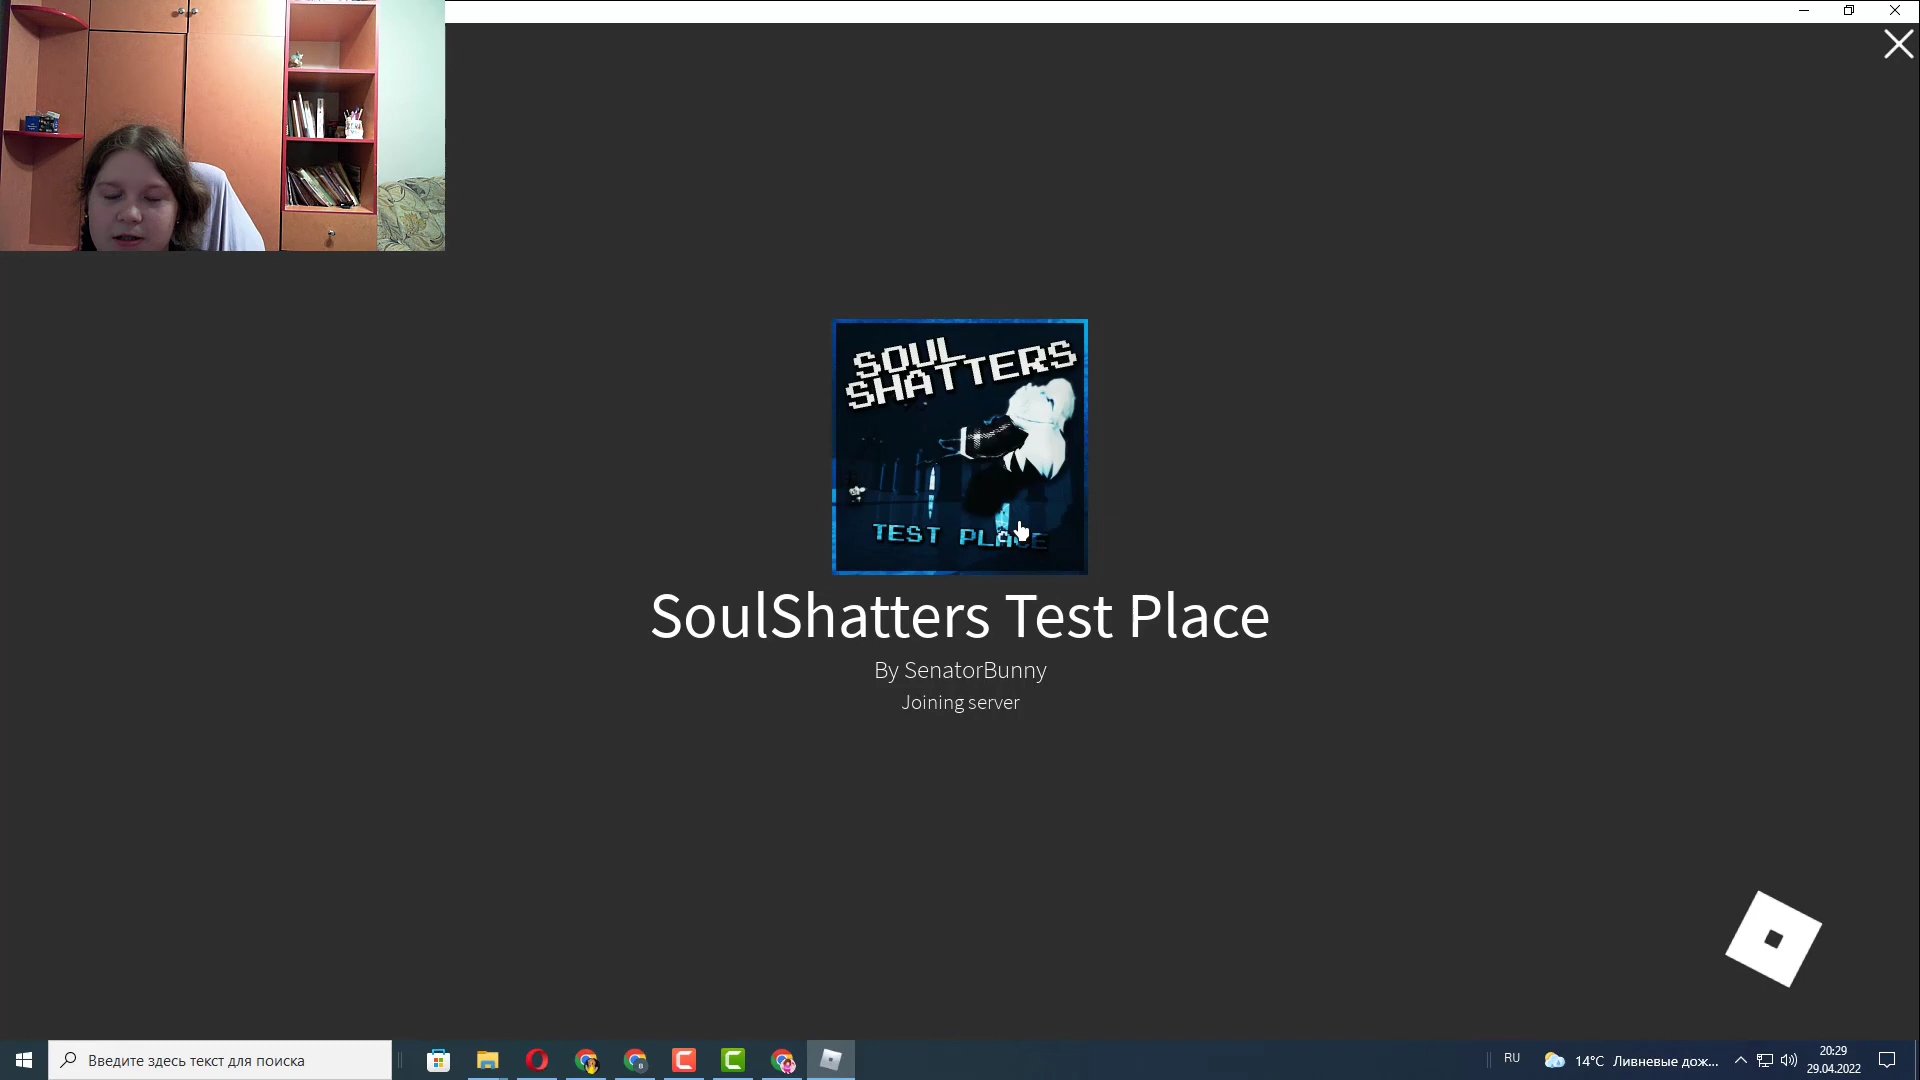 SOUL
SHATTERS
TEST PLACE
SoulShatters Test Place
By SenatorBunny
Joining server
Введите здесь текст для поиска
RU
14°C Ливневые дож...
20:29
29.04.2022